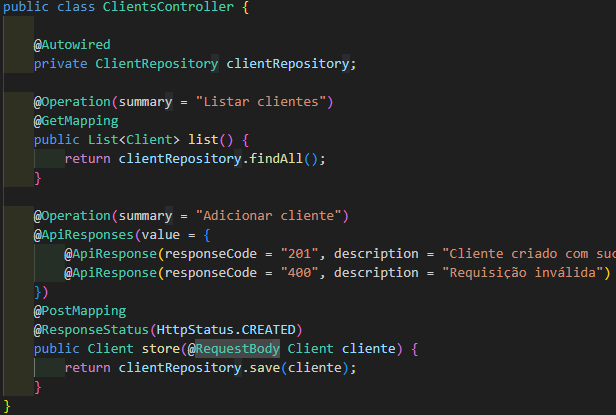 public class ClientsController {
@Autowired
private ClientRepository clientRepository;
@Operation(summary = "Listar clientes")
@GetMapping
public List<Client> list() {
return clientRepository.findAll();
}
@Operation(summary = "Adicionar cliente")
@ApiResponses(value = {
@ApiResponse(responseCode = "201", description = "Cliente criado com suc
@ApiResponse(responseCode = "400", description = "Requisição inválida")
})
@PostMapping
@ResponseStatus(HttpStatus.CREATED)
public Client store(@RequestBody Client cliente) {
return clientRepository.save(cliente);
}
}